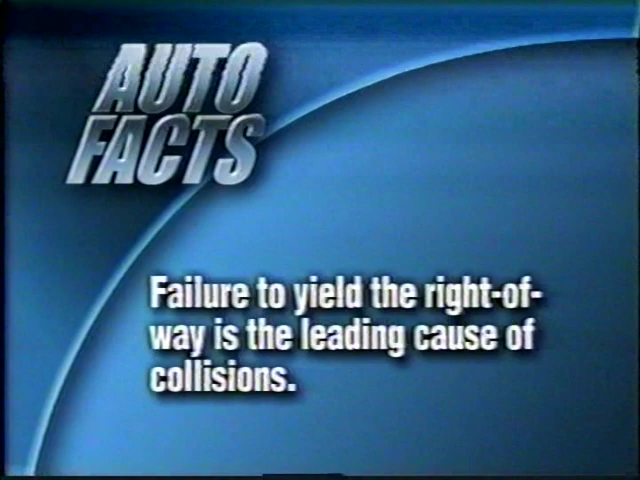 AUTO
FACTS
Failure to yield the right-of-
way is the leading cause of
collisions.